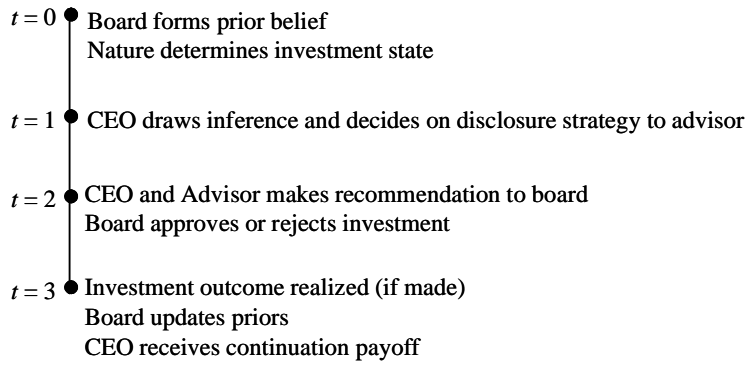 t = 0 Board forms prior belief
Nature determines investment state
t = 1 CEO draws inference and decides on disclosure strategy to advisor
t = 2 CEO and Advisor makes recommendation to board
Board approves or rejects investment
t = 3 Investment outcome realized (if made)
Board updates priors
CEO receives continuation payoff